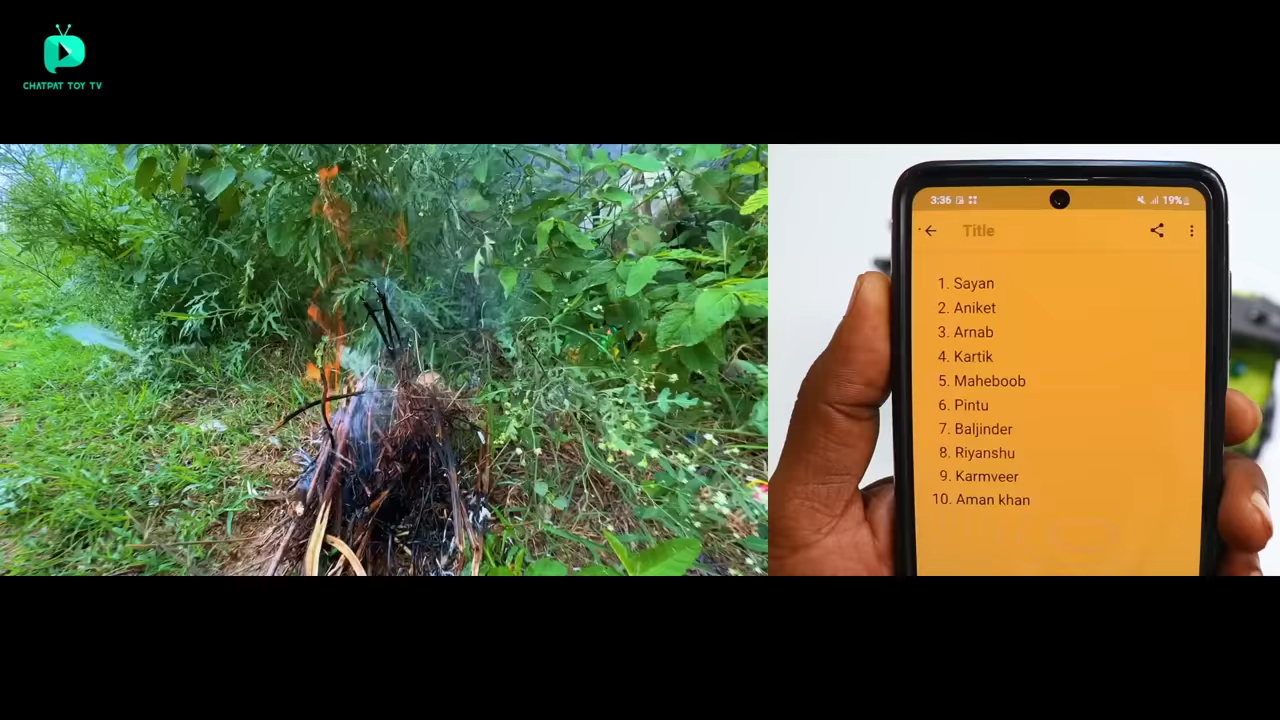 CHATPAT TOY TV
3:36
19%
Title
1. Sayan
2. Aniket
3. Arnab
4. Kartik
5. Maheboob
6. Pintu
7. Baljinder
8. Riyanshu
9. Karmveer
10. Aman khan